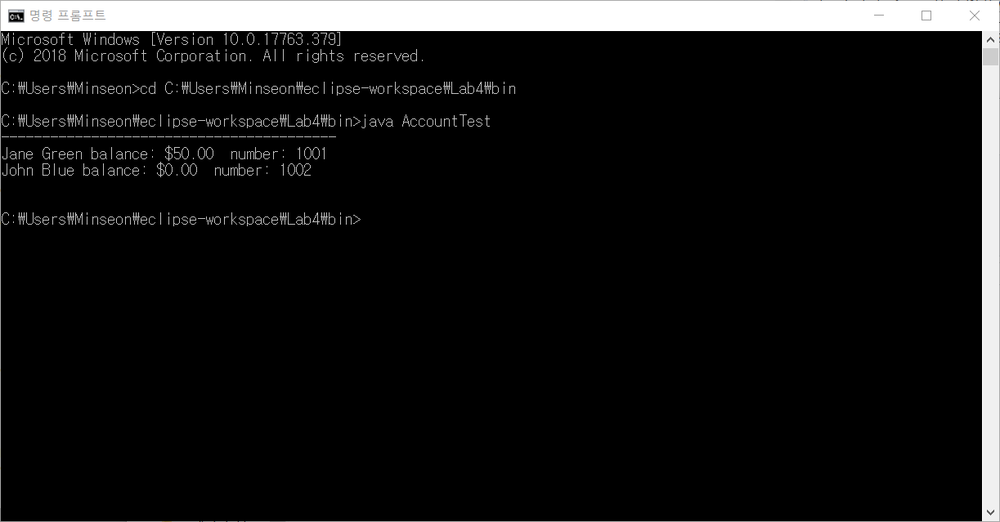 명령 프롬프트
Microsoft Windows [Version 10.0.17763.379]
(c) 2018 Microsoft Corporation. All rights reserved.
C:₩Users₩Minseon>cd C:₩Users₩Minseon₩eclipse-workspace₩Lab4₩bin
C:₩Users₩Minseon₩eclipse-workspace₩Lab4₩bin>java AccountTest
-----------------------------------------
Jane Green balance: $50.00  number: 1001
John Blue balance: $0.00  number: 1002
C:₩Users₩Minseon₩eclipse-workspace₩Lab4₩bin>